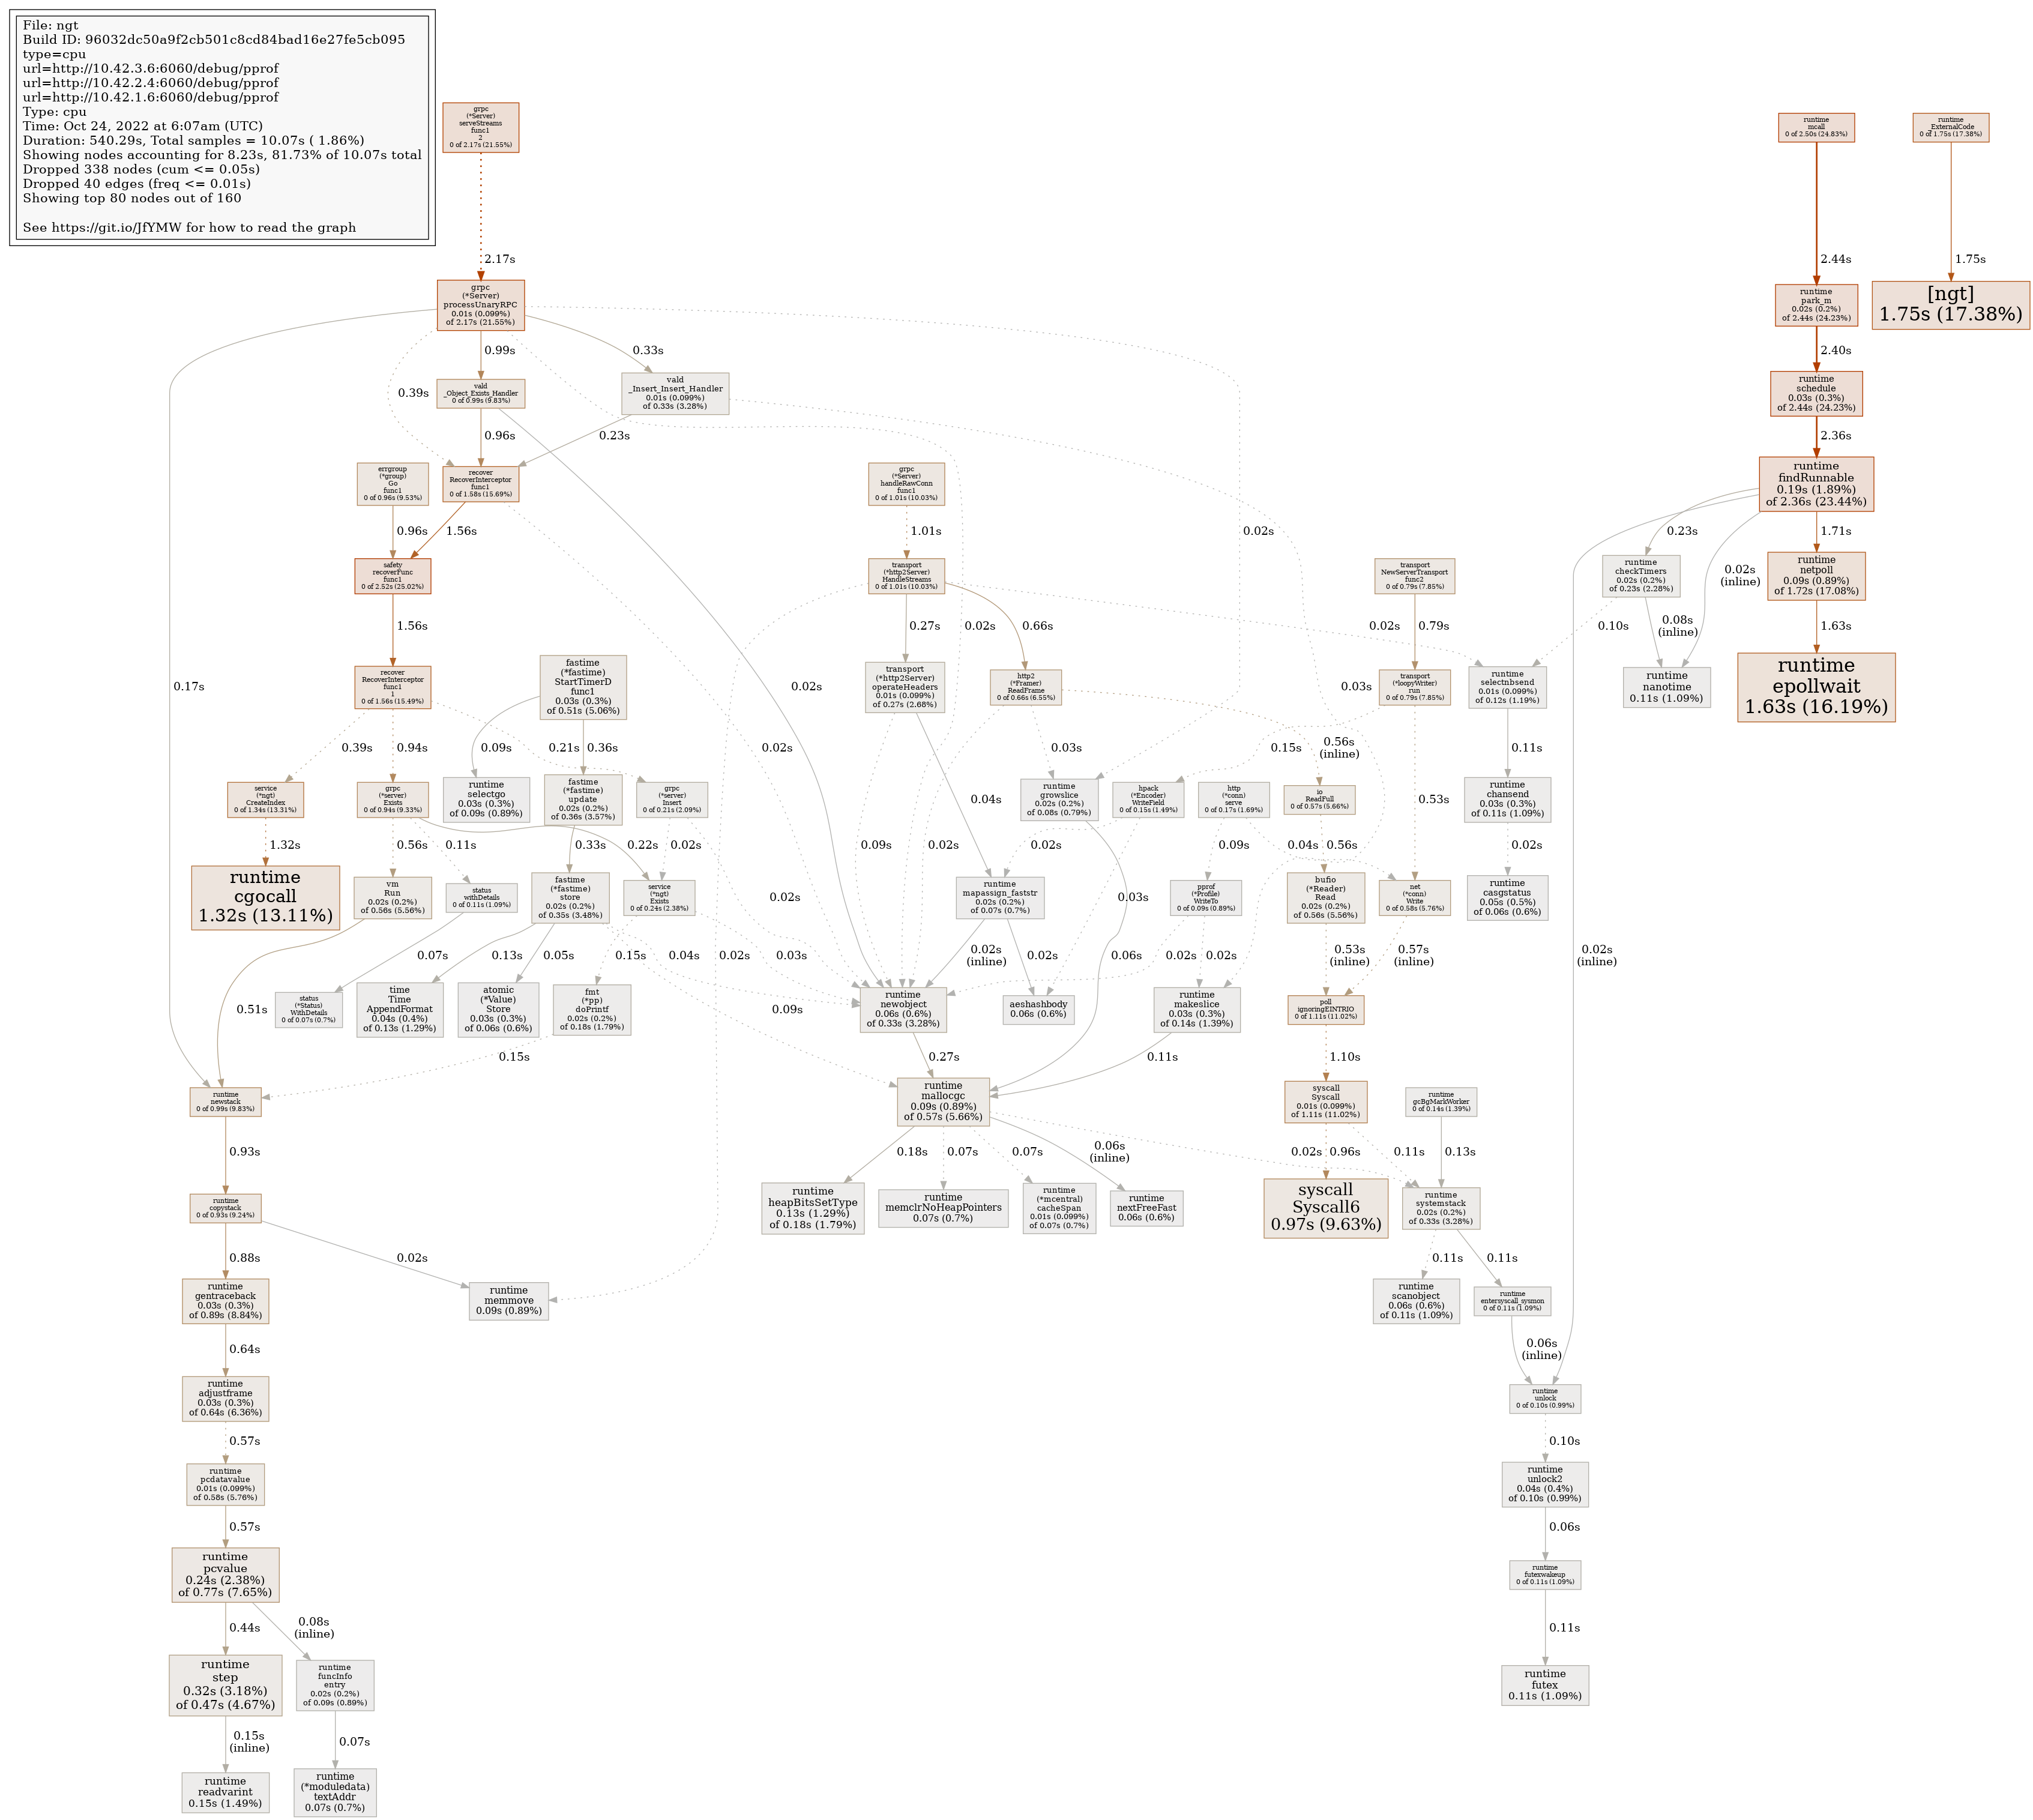 File: ngt
Build ID: 96032dc50a9f2cb501c8cd84bad16e27fe5cb095
type=cpu
url=http://10.42.3.6:6060/debug/pprof
url=http://10.42.2.4:6060/debug/pprof
url=http://10.42.1.6:6060/debug/pprof
Type: cpu
Time: Oct 24, 2022 at 6:07am (UTC)
Duration: 540.29s, Total samples = 10.07s ( 1.86%)
Showing nodes accounting for 8.23s, 81.73% of 10.07s total
Dropped 338 nodes (cum <= 0.05s)
Dropped 40 edges (freq <= 0.01s)
Showing top 80 nodes out of 160
See https://git.io/JfYMW for how to read the graph
grpc
(*Server)
serveStreams
func1
2
0 of 2.17s (21.55%)
runtime
mcall
0 of 2.50s (24.83%)
runtime
ExternalCode
0 of 1.75s (17.38%)
2.17s
2.44s
1.75s
grpc
(*Server)
processUnaryRPC
0.01s (0.099%)
of 2.17s (21.55%)
runtime
park_m
0.02s (0.2%)
of 2.44s (24.23%)
[ngt]
1.75s (17.38%)
0.99s
0.33s
2.40s
0.39s
vald
_Object_Exists_Handler
0 of 0.99s (9.83%)
vald
_Insert_Insert_Handler
0.01s (0.099%)
of 0.33s (3.28%)
runtime
schedule
0.03s (0.3%)
of 2.44s (24.23%)
0.96s
0.23s
2.36s
errgroup
(*group)
Go
func1
0 of 0.96s (9.53%)
recover
RecoverInterceptor
func1
0 of 1.58s (15.69%)
grpc
(*Server)
handleRawConn
func1
0 of 1.01s (10.03%)
runtime
findRunnable
0.19s (1.89%)
of 2.36s (23.44%)
0.96s
1.56s
1.01s
0.02s
0.23s
1.71s
safety
recoverFunc
func1
0 of 2.52s (25.02%)
transport
(*http2Server)
HandleStreams
0 of 1.01s (10.03%)
transport
NewServerTransport
func2
0 of 0.79s (7.85%)
runtime
checkTimers
0.02s (0.2%)
of 0.23s (2.28%)
0.02s
(inline)
runtime
netpoll
0.09s (0.89%)
of 1.72s (17.08%)
1.56s
0.27s
0.02s
0.66s
0.02s
0.79s
0.10s
0.08s
(inline)
1.63s
0.17s
recover
RecoverInterceptor
func1
1
0 of 1.56s (15.49%)
fastime
(*fastime)
StartTimerD
func1
0.03s (0.3%)
of 0.51s (5.06%)
0.02s
transport
(*http2Server)
operateHeaders
0.01s (0.099%)
of 0.27s (2.68%)
http2
(*Framer)
ReadFrame
0 of 0.66s (6.55%)
0.03s
transport
(*loopyWriter)
run
0 of 0.79s (7.85%)
runtime
selectnbsend
0.01s (0.099%)
of 0.12s (1.19%)
runtime
nanotime
0.11s (1.09%)
runtime
epollwait
1.63s (16.19%)
0.39s
0.94s
0.21s
0.09s
0.36s
0.02s
0.03s
0.56s
(inline)
0.15s
0.11s
service
(*ngt)
CreateIndex
0 of 1.34s (13.31%)
grpc
(*server)
Exists
0 of 0.94s (9.33%)
runtime
selectgo
0.03s (0.3%)
of 0.09s (0.89%)
fastime
(*fastime)
update
0.02s (0.2%)
of 0.36s (3.57%)
grpc
(*server)
Insert
0 of 0.21s (2.09%)
0.04s
runtime
growslice
0.02s (0.2%)
of 0.08s (0.79%)
hpack
(*Encoder)
WriteField
0 of 0.15s (1.49%)
http
(*conn)
serve
0 of 0.17s (1.69%)
io
ReadFull
0 of 0.57s (5.66%)
0.53s
runtime
chansend
0.03s (0.3%)
of 0.11s (1.09%)
1.32s
0.56s
0.11s
0.33s
0.22s
0.02s
0.09s
0.02s
0.02s
0.09s
0.04s
0.56s
0.02s
runtime
cgocall
1.32s (13.11%)
vm
Run
0.02s (0.2%)
of 0.56s (5.56%)
status
withDetails
0 of 0.11s (1.09%)
fastime
(*fastime)
store
0.02s (0.2%)
of 0.35s (3.48%)
service
(*ngt)
Exists
0 of 0.24s (2.38%)
0.02s
runtime
mapassign_faststr
0.02s (0.2%)
of 0.07s (0.7%)
0.03s
pprof
(*Profile)
WriteTo
0 of 0.09s (0.89%)
bufio
(*Reader)
Read
0.02s (0.2%)
of 0.56s (5.56%)
net
(*conn)
Write
0 of 0.58s (5.76%)
runtime
casgstatus
0.05s (0.5%)
of 0.06s (0.6%)
0.07s
0.13s
0.05s
0.15s
0.04s
0.02s
0.03s
0.02s
(inline)
0.02s
0.06s
0.02s
0.02s
0.53s
(inline)
0.57s
(inline)
0.02s
(inline)
0.51s
status
(*Status)
WithDetails
0 of 0.07s (0.7%)
time
Time
AppendFormat
0.04s (0.4%)
of 0.13s (1.29%)
atomic
(*Value)
Store
0.03s (0.3%)
of 0.06s (0.6%)
fmt
(*pp)
doPrintf
0.02s (0.2%)
of 0.18s (1.79%)
0.09s
runtime
newobject
0.06s (0.6%)
of 0.33s (3.28%)
aeshashbody
0.06s (0.6%)
runtime
makeslice
0.03s (0.3%)
of 0.14s (1.39%)
poll
ignoringEINTRIO
0 of 1.11s (11.02%)
0.15s
0.27s
0.11s
1.10s
runtime
newstack
0 of 0.99s (9.83%)
runtime
mallocgc
0.09s (0.89%)
of 0.57s (5.66%)
syscall
Syscall
0.01s (0.099%)
of 1.11s (11.02%)
runtime
gcBgMarkWorker
0 of 0.14s (1.39%)
0.93s
0.18s
0.07s
0.07s
0.06s
(inline)
0.02s
0.96s
0.11s
0.13s
runtime
copystack
0 of 0.93s (9.24%)
runtime
heapBitsSetType
0.13s (1.29%)
of 0.18s (1.79%)
runtime
memclrNoHeapPointers
0.07s (0.7%)
runtime
(*mcentral)
cacheSpan
0.01s (0.099%)
of 0.07s (0.7%)
runtime
nextFreeFast
0.06s (0.6%)
syscall
Syscall6
0.97s (9.63%)
runtime
systemstack
0.02s (0.2%)
of 0.33s (3.28%)
0.88s
0.02s
0.11s
0.11s
runtime
gentraceback
0.03s (0.3%)
of 0.89s (8.84%)
runtime
memmove
0.09s (0.89%)
runtime
scanobject
0.06s (0.6%)
of 0.11s (1.09%)
runtime
entersyscall_sysmon
0 of 0.11s (1.09%)
0.64s
0.06s
(inline)
runtime
adjustframe
0.03s (0.3%)
of 0.64s (6.36%)
runtime
unlock
0 of 0.10s (0.99%)
0.57s
0.10s
runtime
pcdatavalue
0.01s (0.099%)
of 0.58s (5.76%)
runtime
unlock2
0.04s (0.4%)
of 0.10s (0.99%)
0.57s
0.06s
runtime
pcvalue
0.24s (2.38%)
of 0.77s (7.65%)
runtime
futexwakeup
0 of 0.11s (1.09%)
0.44s
0.08s
(inline)
0.11s
runtime
step
0.32s (3.18%)
of 0.47s (4.67%)
runtime
funcInfo
entry
0.02s (0.2%)
of 0.09s (0.89%)
runtime
futex
0.11s (1.09%)
0.15s
(inline)
0.07s
runtime
readvarint
0.15s (1.49%)
runtime
(*moduledata)
textAddr
0.07s (0.7%)